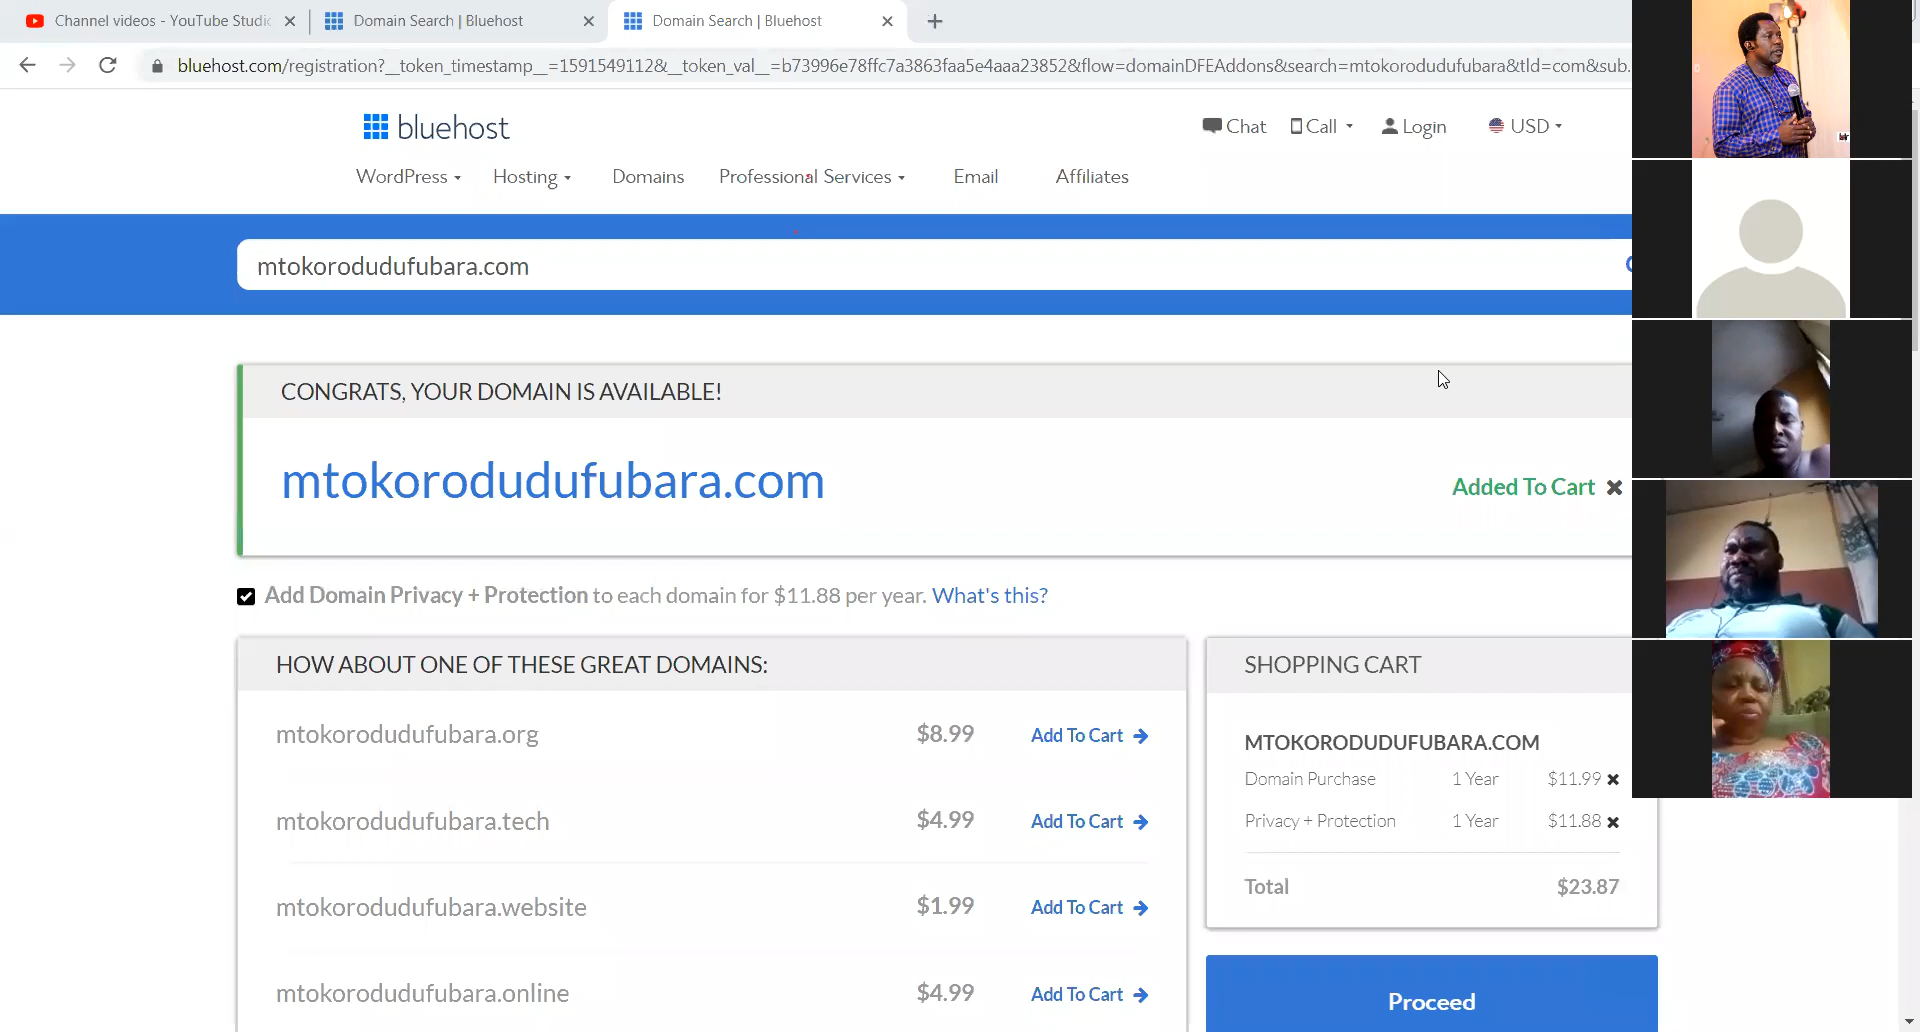 Channel videos - YouTube Studio
Domain Search | Bluehost
Domain Search | Bluehost
bluehost.com/registration?__token_timestamp__=1591549112&__token_val__=b73996e78ffc7a3863faa5e4aaa23852&flow=domainDFEAddons&search=mtokorodudufubara&tld=com&sub...
bluehost
Chat
Call
Login
USD
WordPress
Hosting
Domains
Professional Services
Email
Affiliates
mtokorodudufubara.com
CONGRATS, YOUR DOMAIN IS AVAILABLE!
mtokorodudufubara.com
Added To Cart
Add Domain Privacy + Protection to each domain for $11.88 per year. What's this?
HOW ABOUT ONE OF THESE GREAT DOMAINS:
mtokorodudufubara.org $8.99 Add To Cart
mtokorodudufubara.tech $4.99 Add To Cart
mtokorodudufubara.website $1.99 Add To Cart
mtokorodudufubara.online $4.99 Add To Cart
SHOPPING CART
MTOKORODUDUFUBARA.COM
Domain Purchase 1 Year $11.99
Privacy + Protection 1 Year $11.88
Total $23.87
Proceed